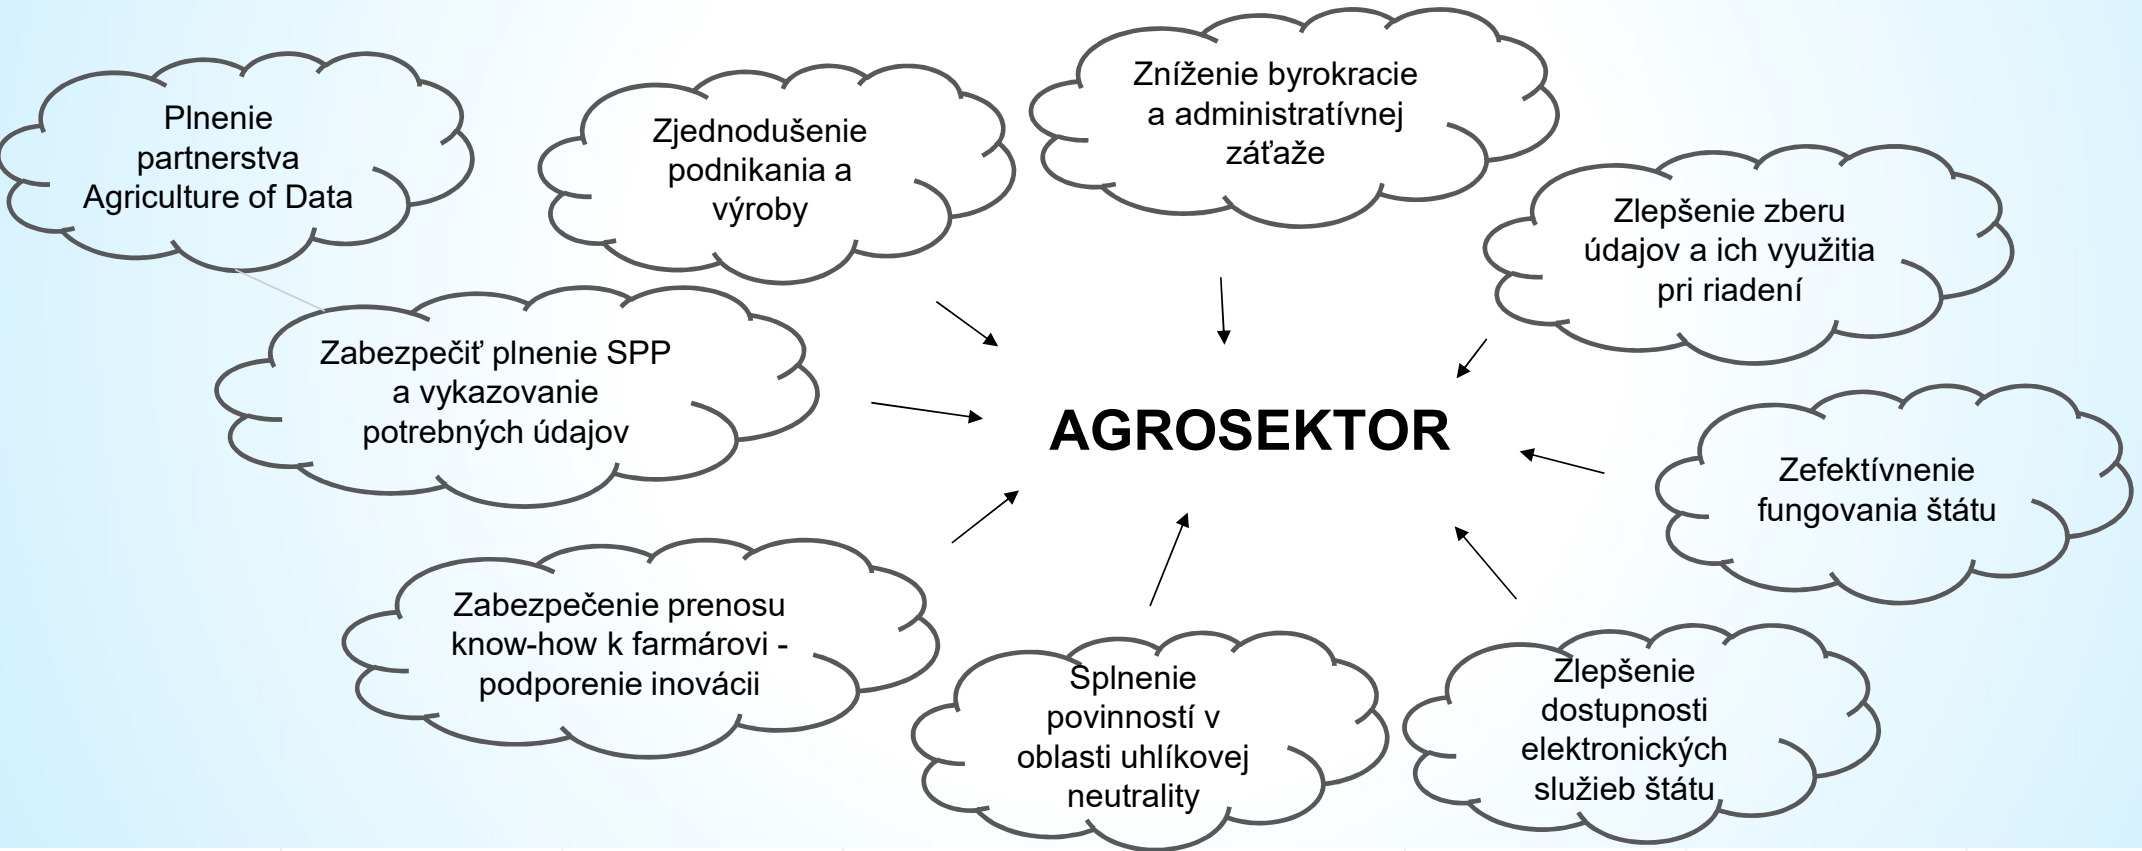 Plnenie
partnerstva
Agriculture of Data
Zjednodušenie
podnikania a
výroby
Zníženie byrokracie
a administratívnej
záťaže
Zlepšenie zberu
údajov a ich využitia
pri riadení
Zabezpečiť plnenie SPP
a vykazovanie
potrebných údajov
AGROSEKTOR
Zefektívnenie
fungovania štátu
Zabezpečenie prenosu
know-how k farmárovi -
podporenie inovácii
Splnenie
povinností v
oblasti uhlíkovej
neutrality
Zlepšenie
dostupnosti
elektronických
služieb štátu